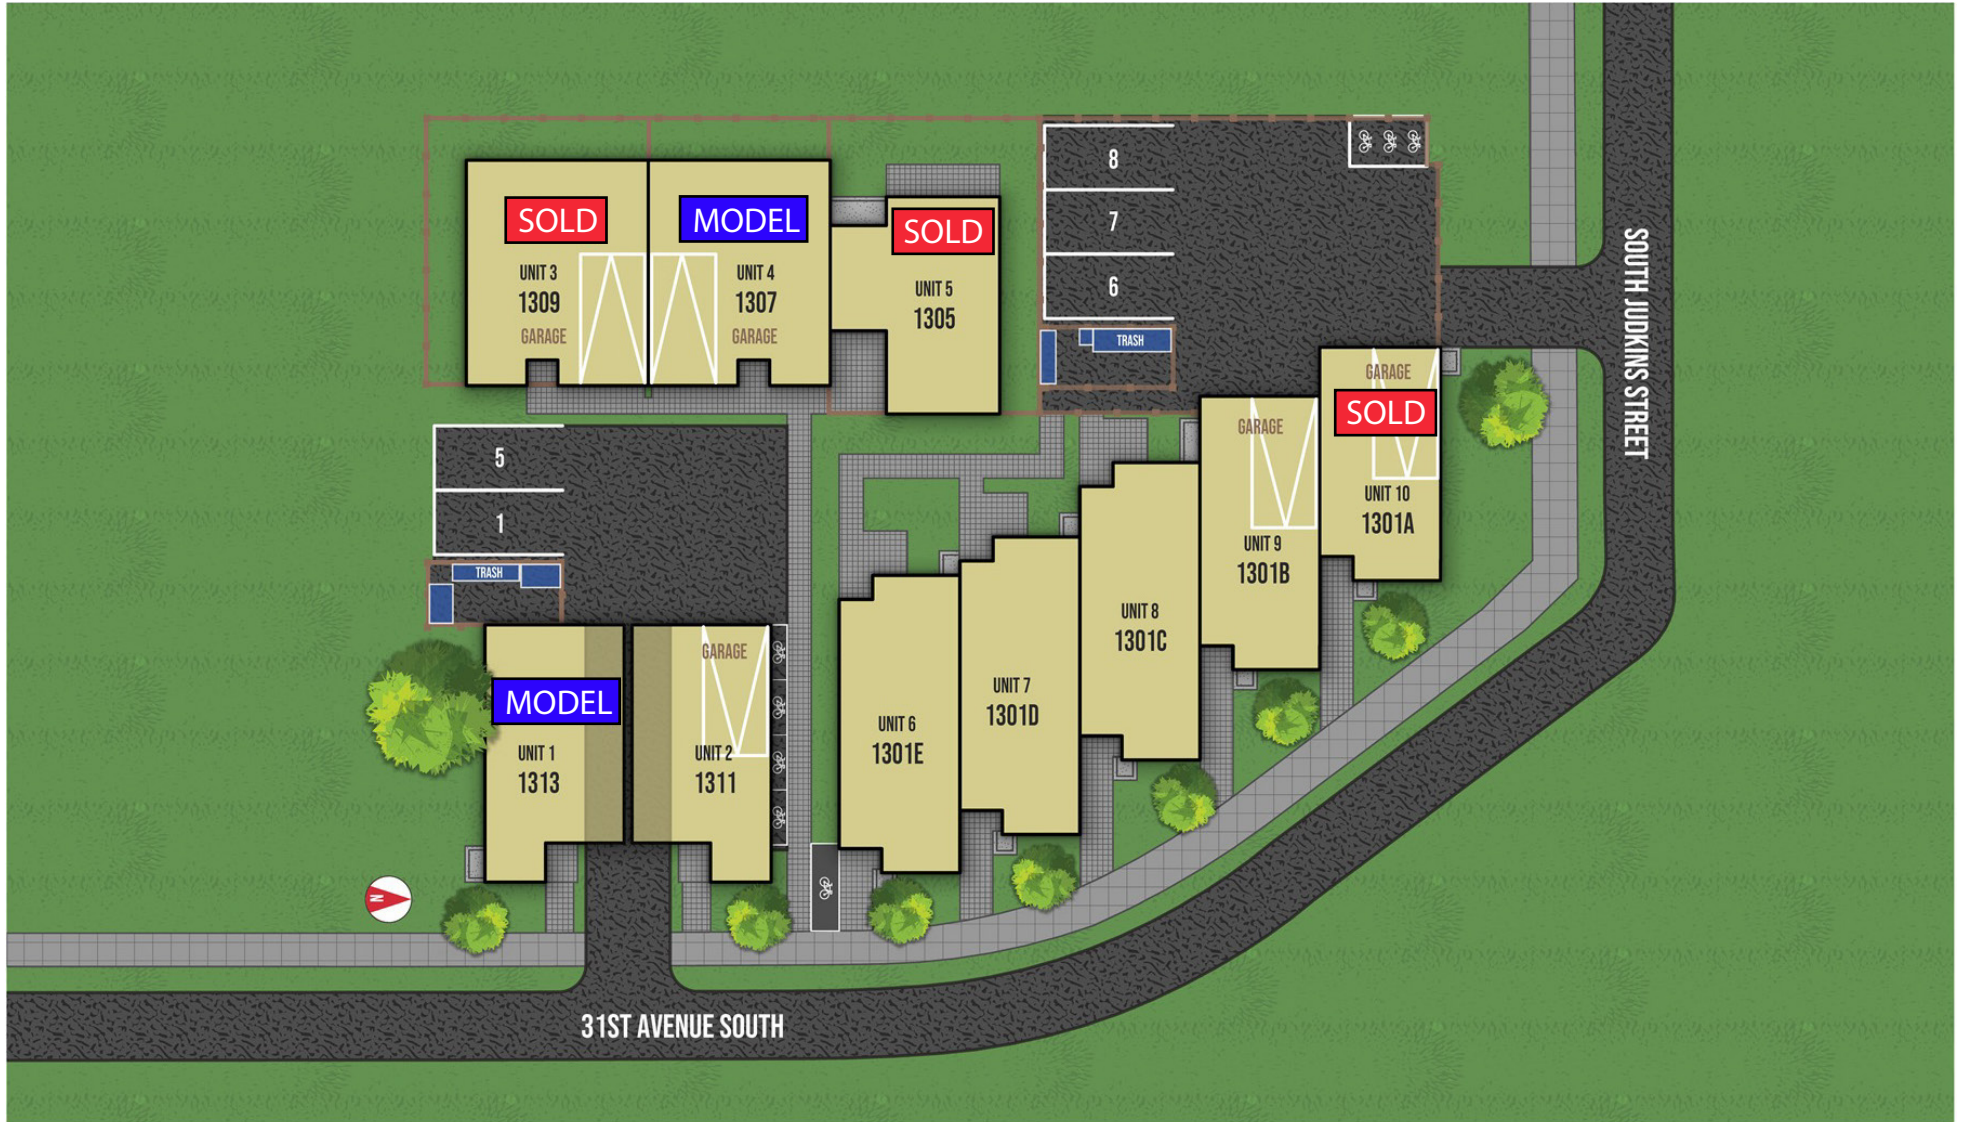 SOLD
UNIT 3
1309
GARAGE
MODEL
UNIT 4
1307
GARAGE
SOLD
UNIT 5
1305
8
7
6
TRASH
SOUTH JUDKINS STREET
5
1
TRASH
MODEL
UNIT 1
1313
GARAGE
UNIT 2
1311
UNIT 6
1301E
UNIT 7
1301D
UNIT 8
1301C
GARAGE
UNIT 9
1301B
GARAGE
SOLD
UNIT 10
1301A
N
31ST AVENUE SOUTH